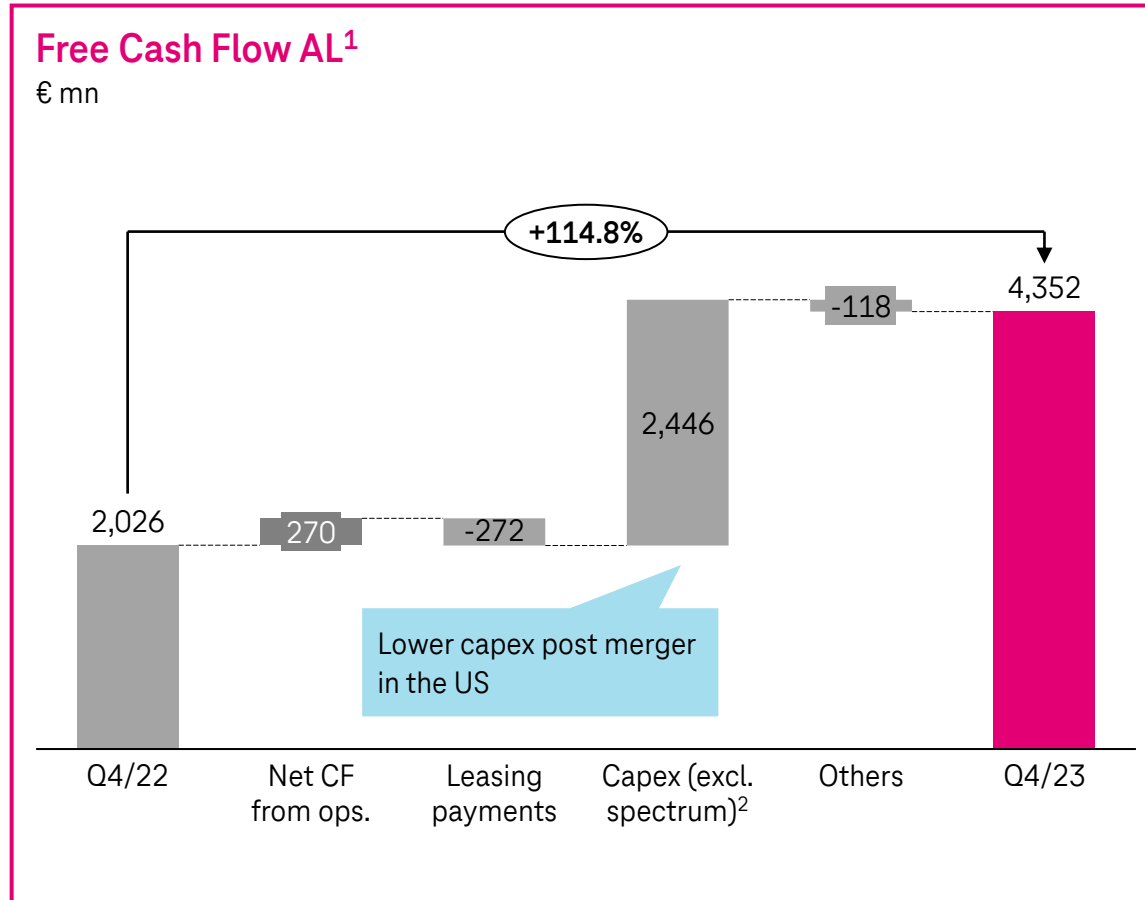 Free Cash Flow AL¹
€ mn
+114.8%
4,352
-118
2,446
2,026
270
-272
Lower capex post merger
in the US
Q4/22
Net CF
from ops.
Leasing
payments
Capex (excl.
spectrum)²
Others
Q4/23